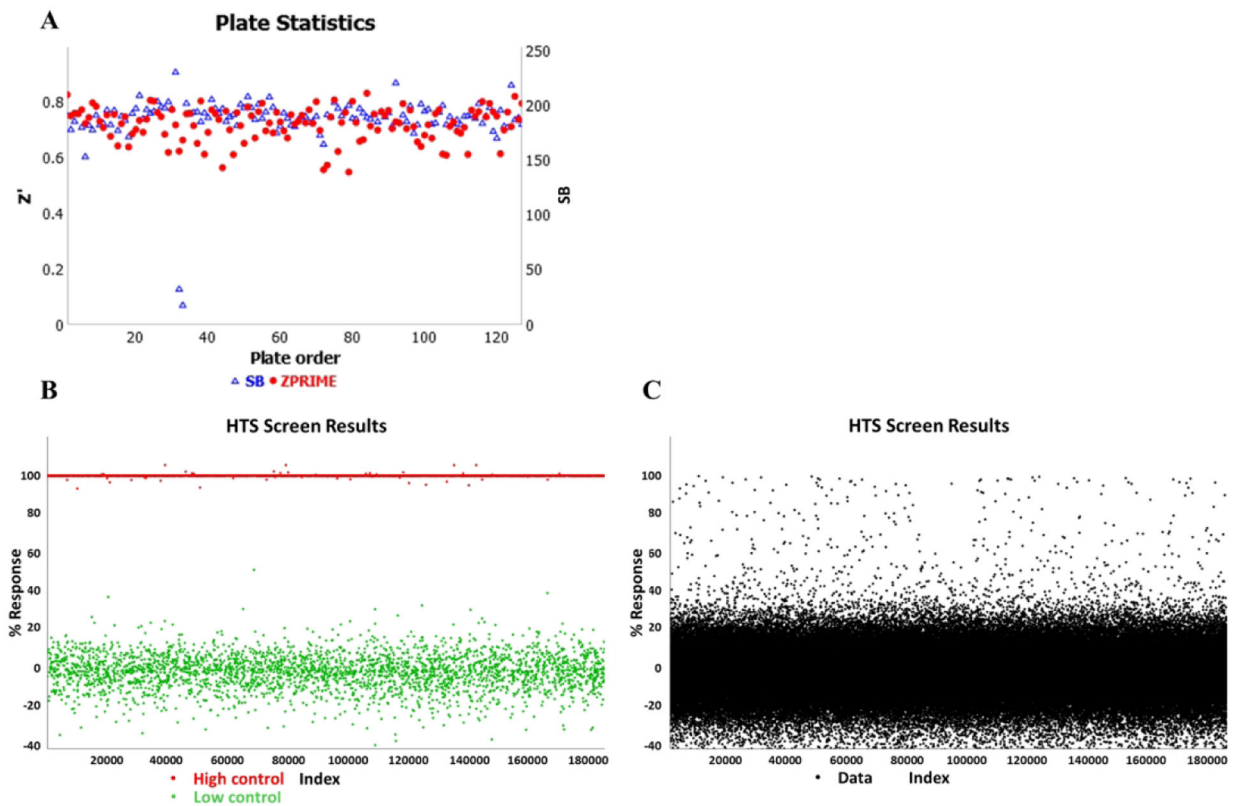 A
Plate Statistics
250
0.8
200
0.6
150
Z'
SB
0.4
100
0.2
50
0
0
20 40 60 80 100 120
Plate order
SB ZPRIME
B
C
HTS Screen Results
HTS Screen Results
100
80
60
40
20
0
-20
-40
% Response
20000 40000 60000 80000 100000 120000 140000 160000 180000
High control Index
Low control
100
80
60
40
20
0
-20
-40
% Response
20000 40000 60000 80000 100000 120000 140000 160000 180000
Data Index